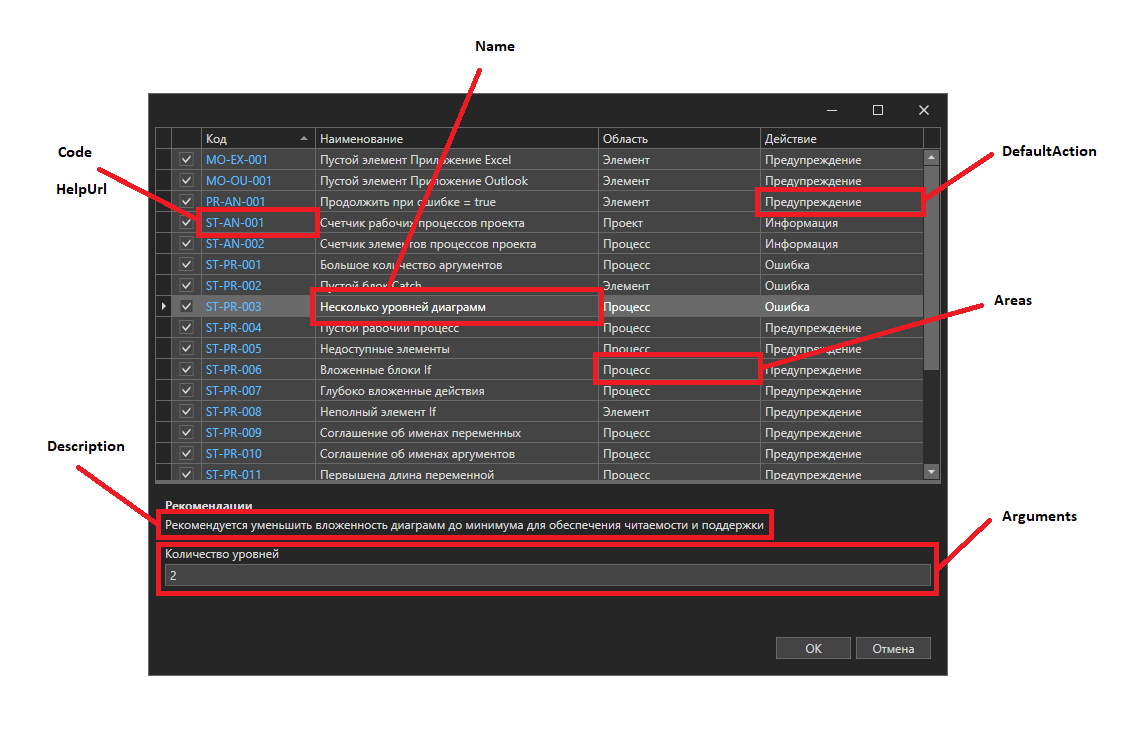 Name
Code
HelpUrl
DefaultAction
Код Наименование Область Действие
MO-EX-001 Пустой элемент Приложение Excel Элемент Предупреждение
MO-OU-001 Пустой элемент Приложение Outlook Элемент Предупреждение
PR-AN-001 Продолжить при ошибке = true Элемент Предупреждение
ST-AN-001 Счетчик рабочих процессов проекта Проект Информация
ST-AN-002 Счетчик элементов процессов проекта Процесс Информация
ST-PR-001 Большое количество аргументов Процесс Ошибка
ST-PR-002 Пустой блок Catch Элемент Ошибка
ST-PR-003 Несколько уровней диаграмм Процесс Ошибка
Areas
ST-PR-004 Пустой рабочий процесс Процесс Предупреждение
ST-PR-005 Недоступные элементы Процесс Предупреждение
ST-PR-006 Вложенные блоки If Процесс Предупреждение
ST-PR-007 Глубоко вложенные действия Процесс Предупреждение
ST-PR-008 Неполный элемент If Элемент Предупреждение
ST-PR-009 Соглашение об именах переменных Процесс Предупреждение
ST-PR-010 Соглашение об именах аргументов Процесс Предупреждение
ST-PR-011 Первышена длина переменной Процесс Предупреждение
Description
Рекомендации
Рекомендуется уменьшить вложенность диаграмм до минимума для обеспечения читаемости и поддержки
Arguments
Количество уровней
2
OK Отмена